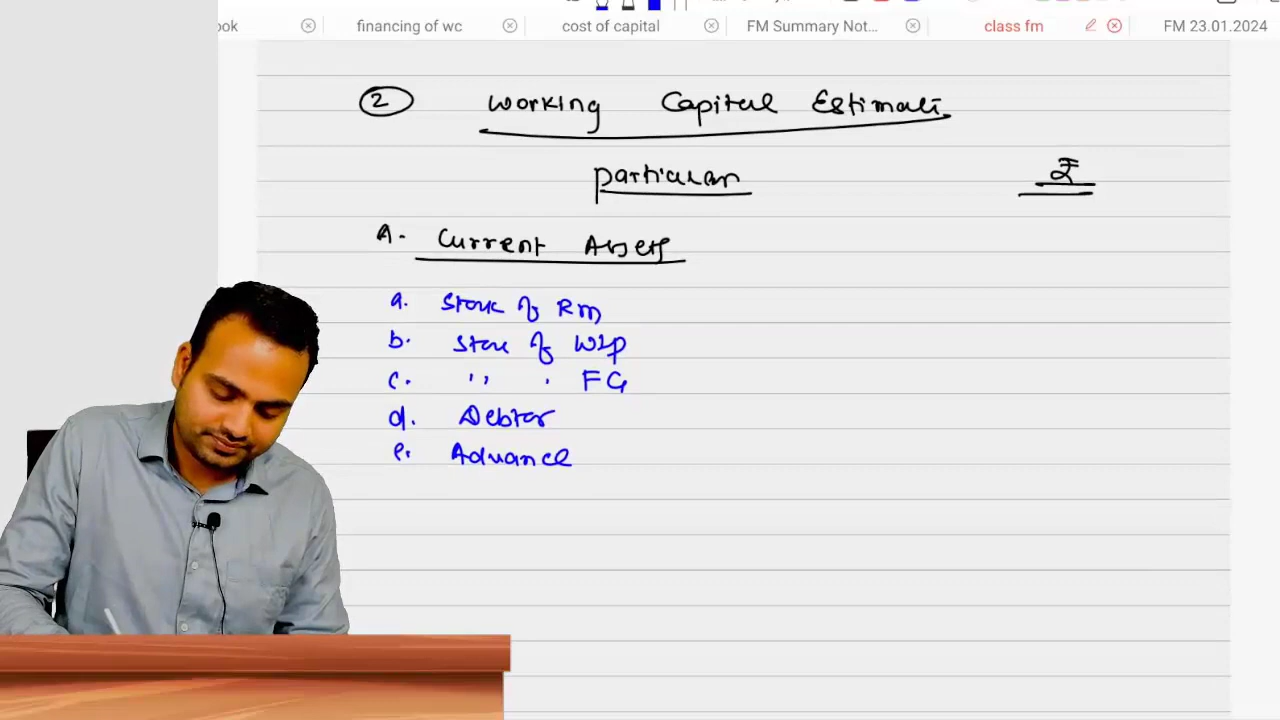 ook financing of wc cost of capital FM Summary Not... class fm FM 23.01.2024
2 Working Capital Estimate
Particular ₹
A. Current Assets
a. Stock of Rm
b. Stock of WIP
c. " " FG
d. Debtor
e. Advance